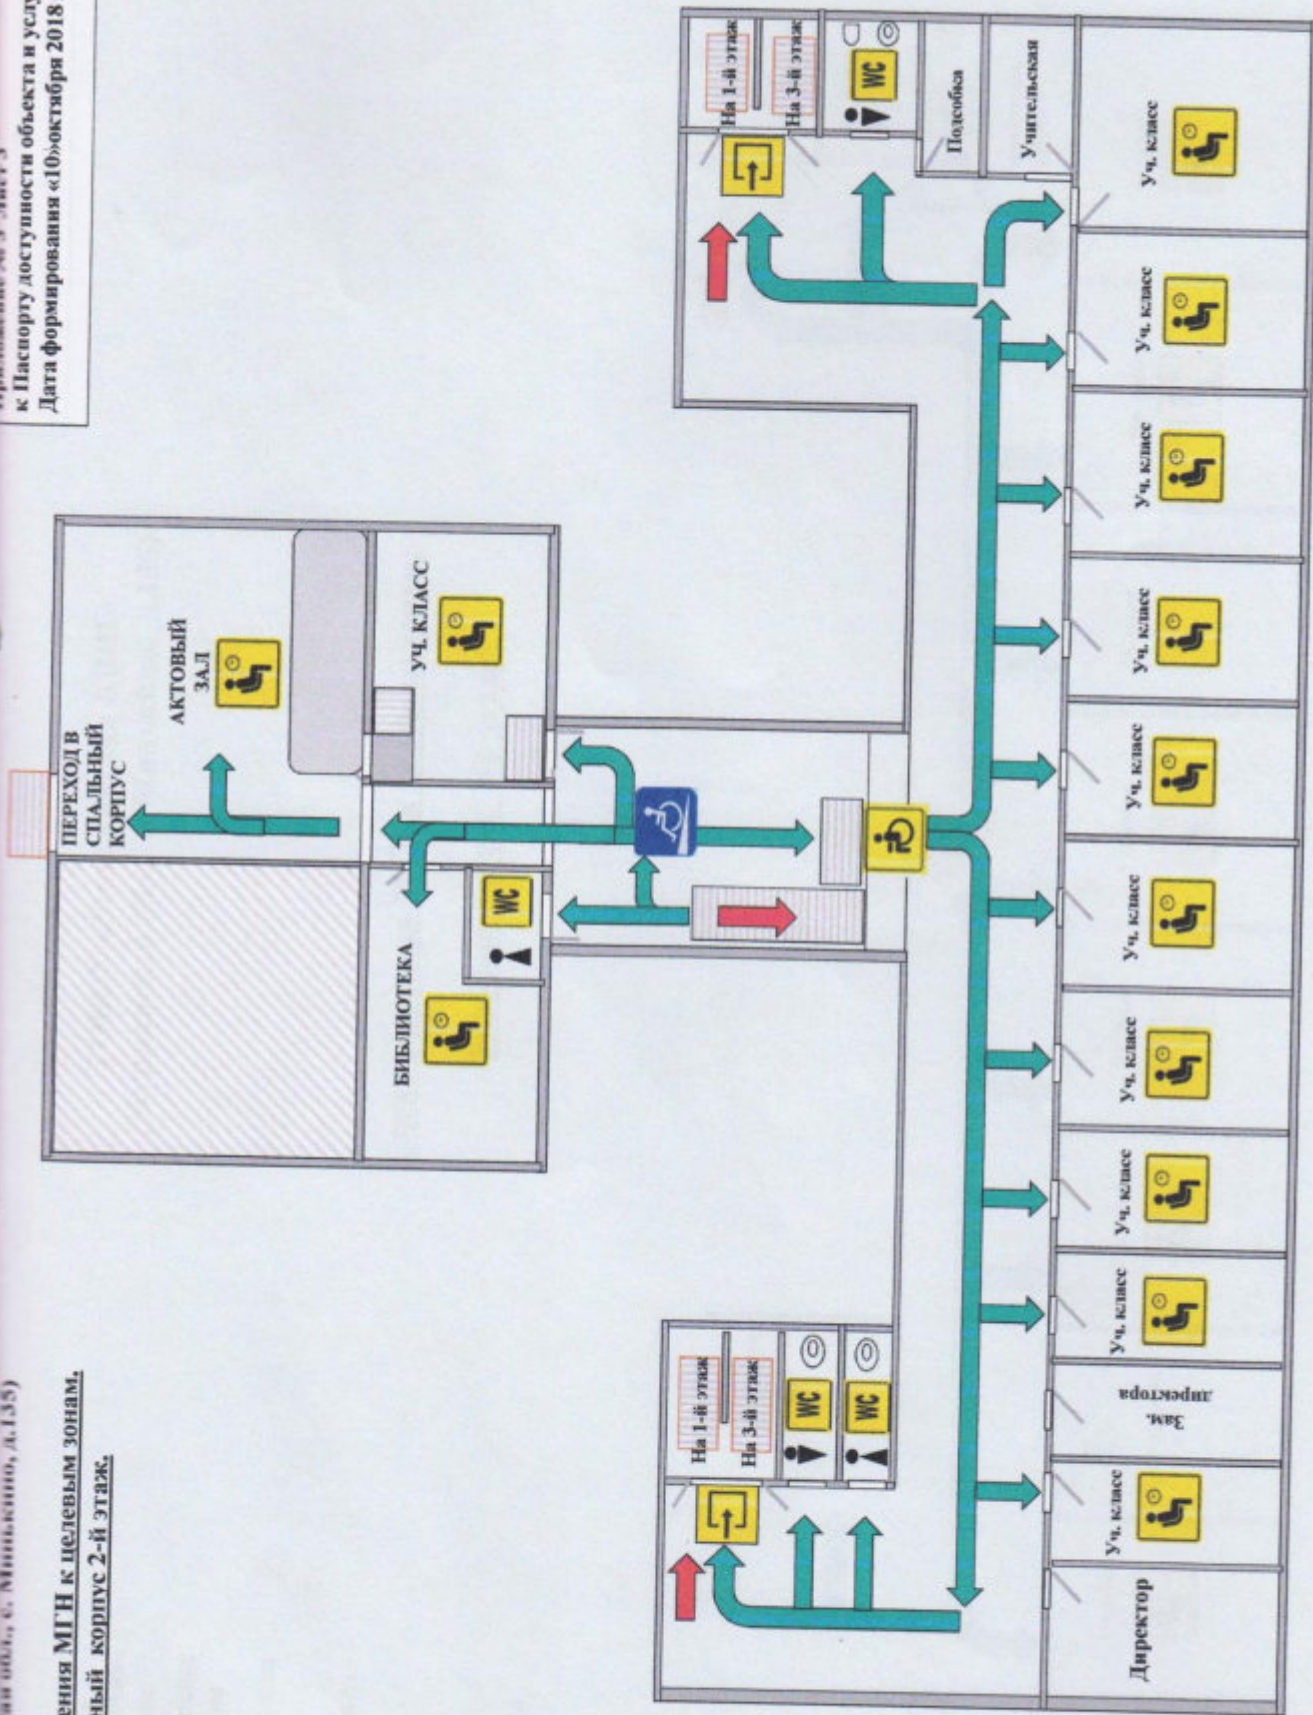 с. Минькино, д.135)
ения МГН к целевым зонам.
ный корпус 2-й этаж.
к Паспорту доступности объекта и услу
Дата формирования «10»октября 2018
ПЕРЕХОД В
СПАЛЬНЫЙ
КОРПУС
АКТОВЫЙ
ЗАЛ
БИБЛИОТЕКА
WC
УЧ. КЛАСС
На 1-й этаж
На 3-й этаж
WC
WC
На 1-й этаж
На 3-й этаж
WC
Подсобка
Учительская
Директор
Уч. класс
Зам.
директора
Уч. класс
Уч. класс
Уч. класс
Уч. класс
Уч. класс
Уч. класс
Уч. класс
Уч. класс
Уч. класс